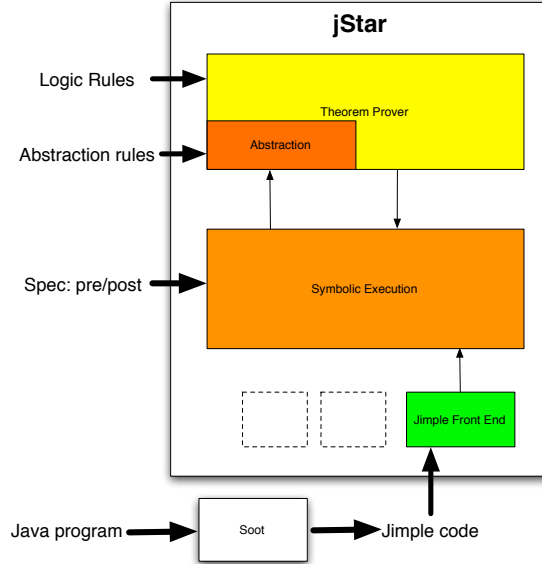 jStar
Logic Rules
Theorem Prover
Abstraction rules
Abstraction
Spec: pre/post
Symbolic Execution
Jimple Front End
Java program
Soot
Jimple code